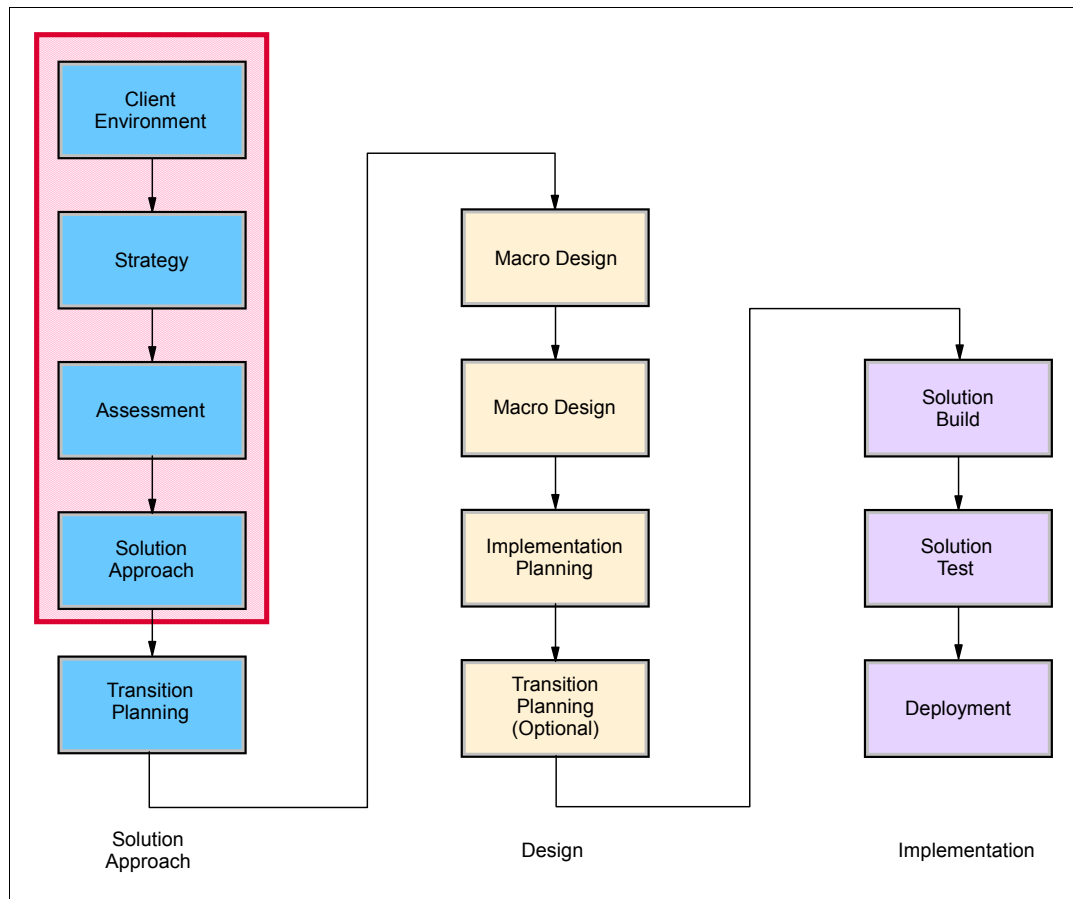 Client
Environment
Strategy
Assessment
Solution
Approach
Transition
Planning
Solution
Approach
Macro Design
Macro Design
Implementation
Planning
Transition
Planning
(Optional)
Design
Solution
Build
Solution
Test
Deployment
Implementation